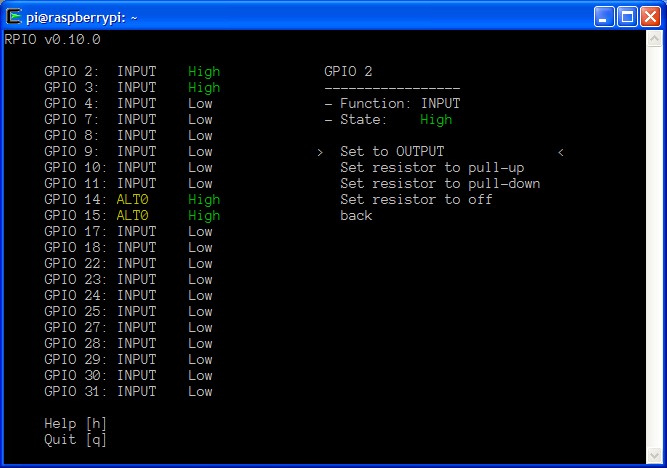 pi@raspberrypi: ~
RPIO v0.10.0
GPIO 2: INPUT High
GPIO 3: INPUT High
GPIO 4: INPUT Low
GPIO 7: INPUT Low
GPIO 8: INPUT Low
GPIO 9: INPUT Low
GPIO 10: INPUT Low
GPIO 11: INPUT Low
GPIO 14: ALT0 High
GPIO 15: ALT0 High
GPIO 17: INPUT Low
GPIO 18: INPUT Low
GPIO 22: INPUT Low
GPIO 23: INPUT Low
GPIO 24: INPUT Low
GPIO 25: INPUT Low
GPIO 27: INPUT Low
GPIO 28: INPUT Low
GPIO 29: INPUT Low
GPIO 30: INPUT Low
GPIO 31: INPUT Low
Help [h]
Quit [q]
GPIO 2
-----------------
- Function: INPUT
- State: High
> Set to OUTPUT <
Set resistor to pull-up
Set resistor to pull-down
Set resistor to off
back